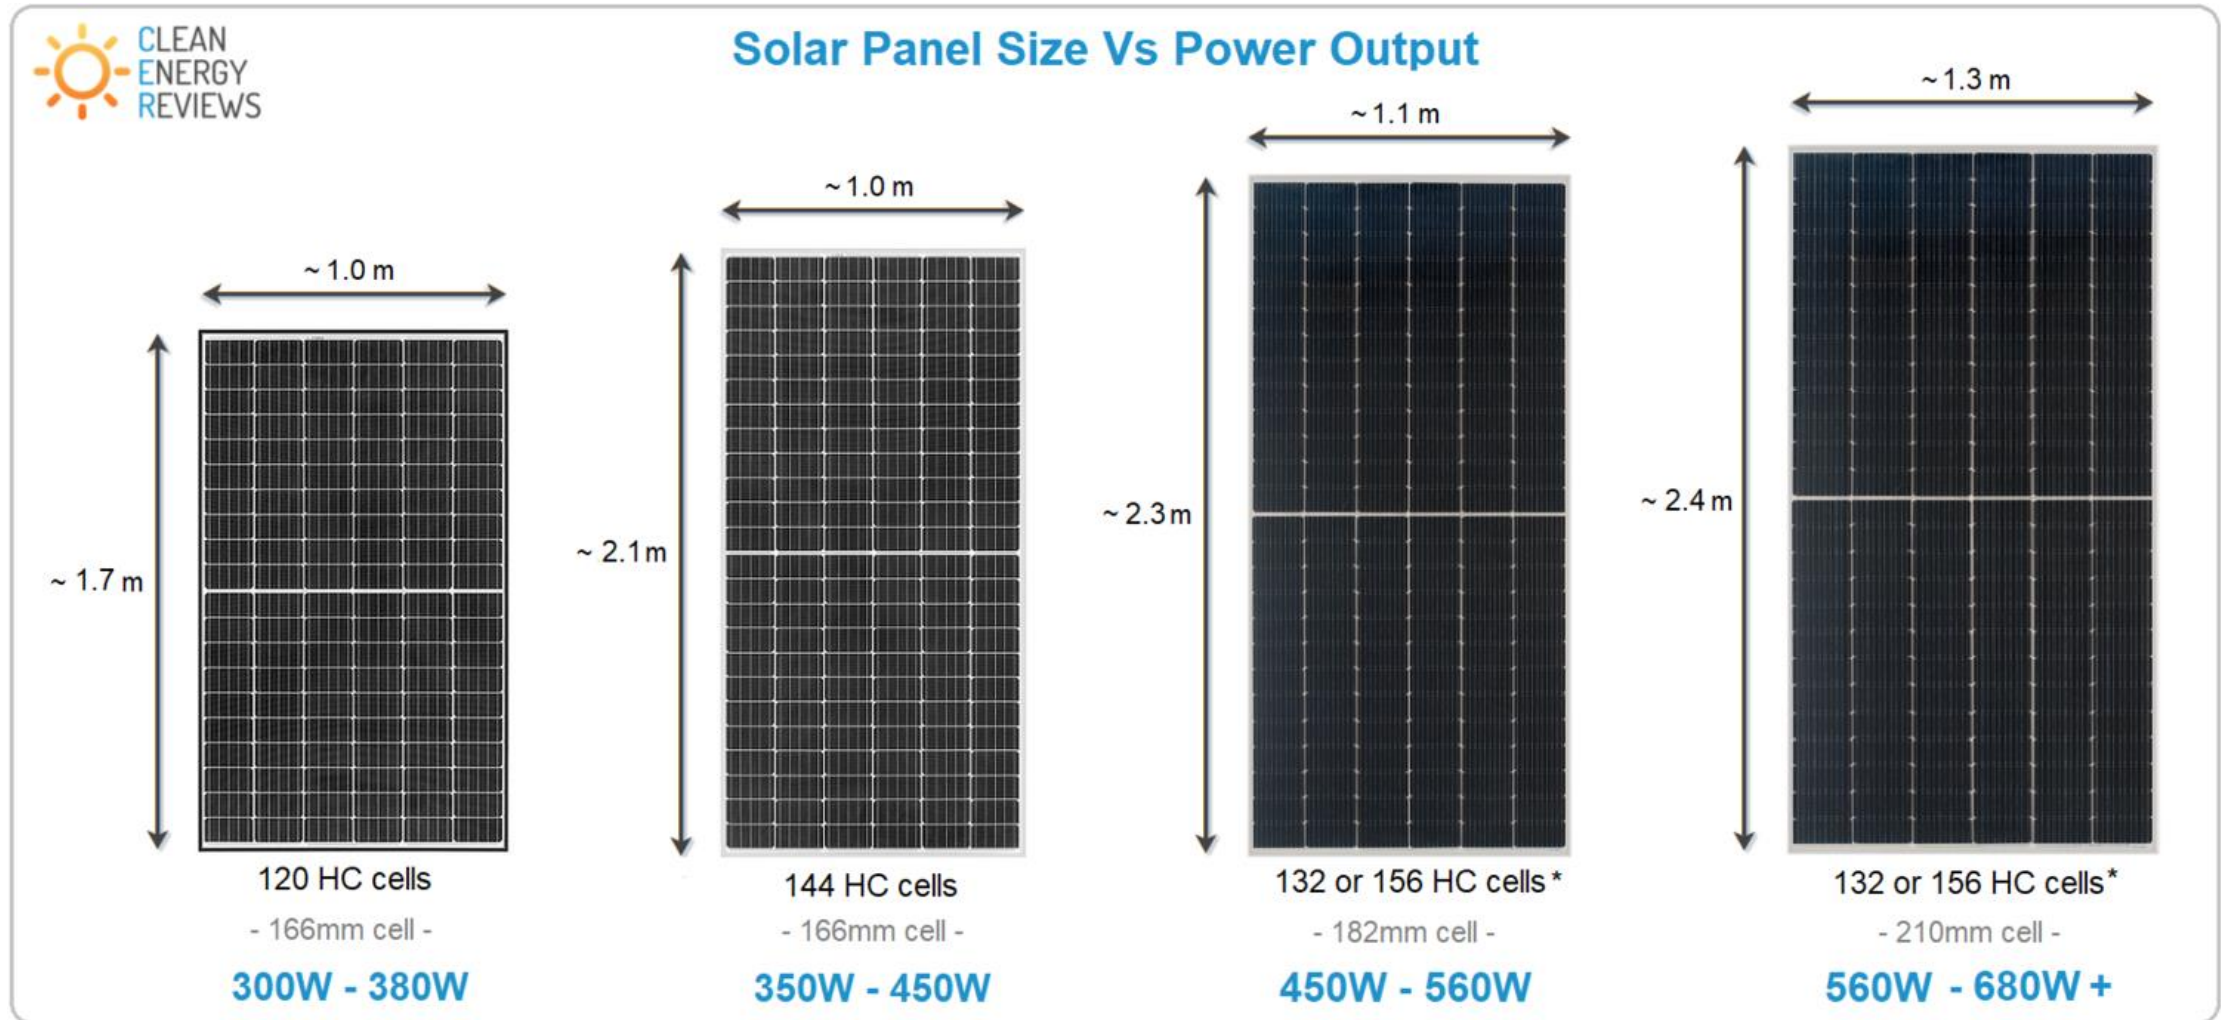 CLEAN
ENERGY
REVIEWS
Solar Panel Size Vs Power Output
~ 1.0 m
~ 1.7 m
120 HC cells
- 166mm cell -
300W - 380W
~ 1.0 m
~ 2.1 m
144 HC cells
- 166mm cell -
350W - 450W
~ 1.1 m
~ 2.3 m
132 or 156 HC cells *
- 182mm cell -
450W - 560W
~ 1.3 m
~ 2.4 m
132 or 156 HC cells *
- 210mm cell -
560W - 680W +